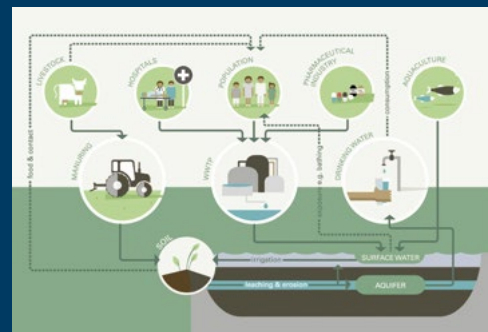 LIVESTOCK
HOSPITALS
POPULATION
PHARMACEUTICAL
INDUSTRY
AQUACULTURE
food & contact
consumption
MANURING
WWTP
e.g. bathing
DRINKING WATER
SOIL
irrigation
SURFACE WATER
leaching & erosion
AQUIFER